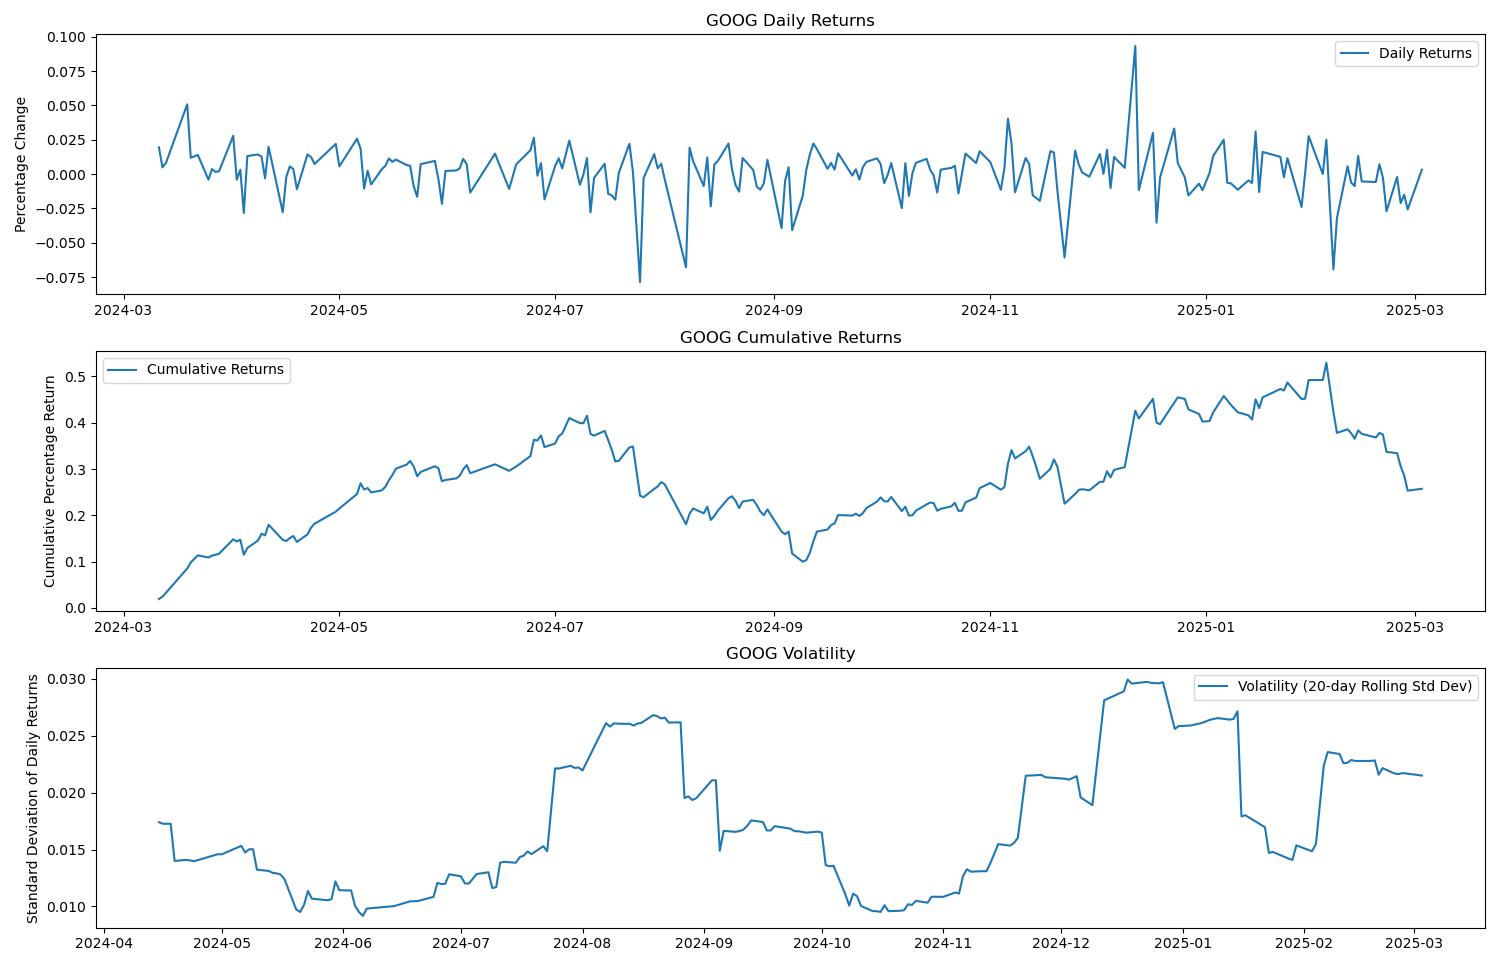 GOOG Daily Returns
Percentage Change
0.100
0.075
0.050
0.025
0.000
−0.025
−0.050
−0.075
Daily Returns
2024-03 2024-05 2024-07 2024-09 2024-11 2025-01 2025-03
GOOG Cumulative Returns
Cumulative Percentage Return
0.5
0.4
0.3
0.2
0.1
0.0
Cumulative Returns
2024-03 2024-05 2024-07 2024-09 2024-11 2025-01 2025-03
GOOG Volatility
Standard Deviation of Daily Returns
0.030
0.025
0.020
0.015
0.010
Volatility (20-day Rolling Std Dev)
2024-04 2024-05 2024-06 2024-07 2024-08 2024-09 2024-10 2024-11 2024-12 2025-01 2025-02 2025-03